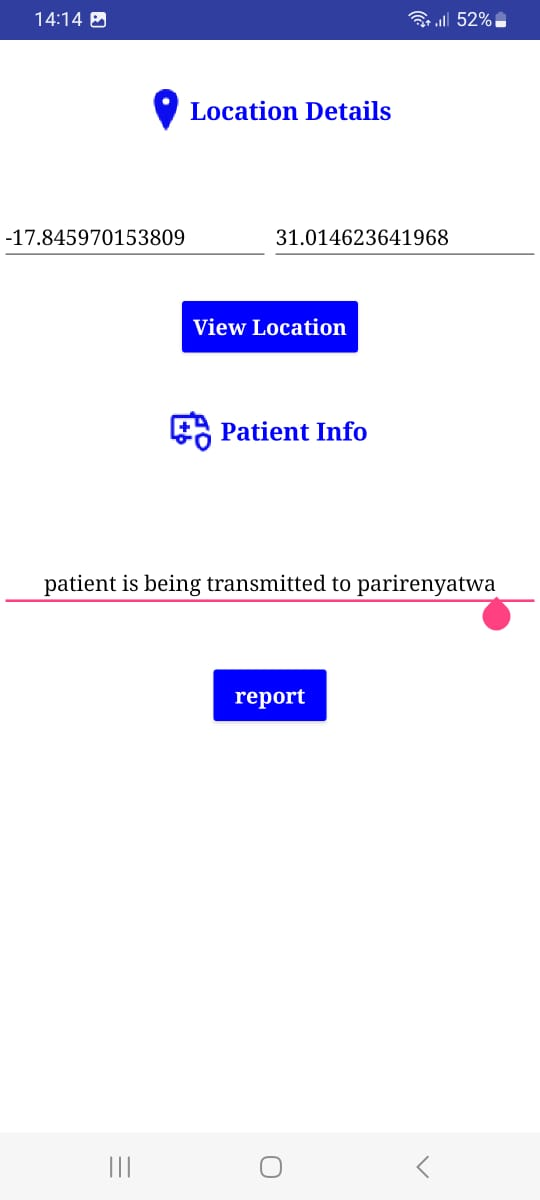 14:14 52%
Location Details
-17.845970153809 31.014623641968
View Location
Patient Info
patient is being transmitted to parirenyatwa
report